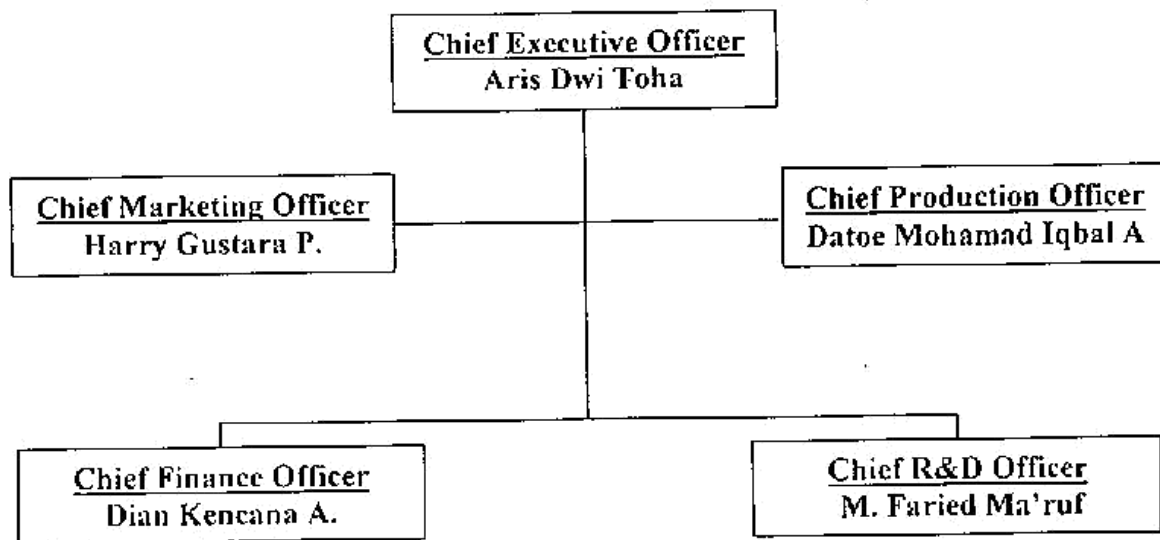 Chief Executive Officer
Aris Dwi Toha
Chief Marketing Officer
Harry Gustara P.
Chief Production Officer
Datoe Mohamad Iqbal A
Chief Finance Officer
Dian Kencana A.
Chief R&D Officer
M. Faried Ma'ruf